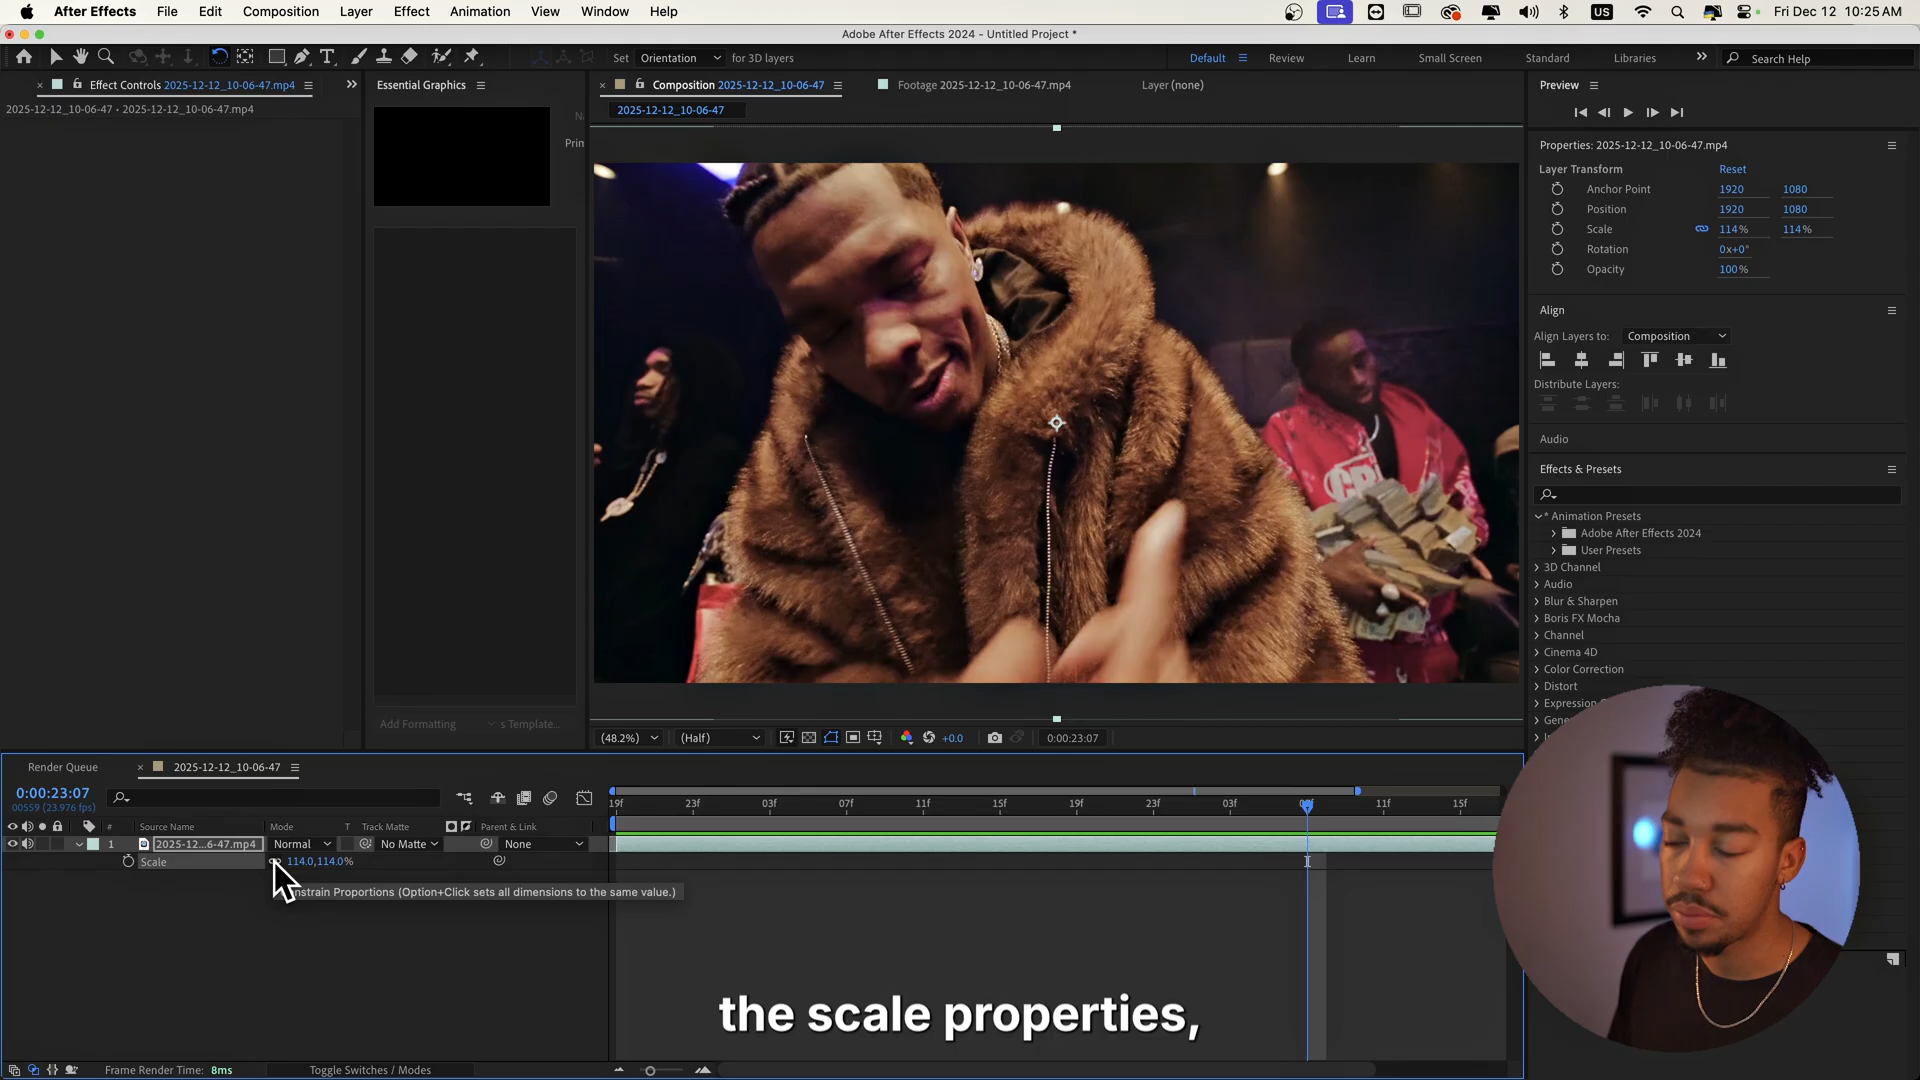 After Effects File Edit Composition Layer Effect Animation View Window Help US Fri Dec 12 10:25 AM
Adobe After Effects 2024 - Untitled Project *
Set Orientation for 3D layers Default Review Learn Small Screen Standard Libraries Search Help
Effect Controls 2025-12-12_10-06-47.mp4
2025-12-12_10-06-47 • 2025-12-12_10-06-47.mp4
Essential Graphics
Prim
Add Formatting s Template...
Composition 2025-12-12_10-06-47 Footage 2025-12-12_10-06-47.mp4 Layer (none)
2025-12-12_10-06-47
(48.2%) (Half) +0.0 0:00:23:07
Preview
Properties: 2025-12-12_10-06-47.mp4
Layer Transform Reset
Anchor Point 1920 1080
Position 1920 1080
Scale 114% 114%
Rotation 0x+0°
Opacity 100%
Align
Align Layers to: Composition
Distribute Layers:
Audio
Effects & Presets
* Animation Presets
Adobe After Effects 2024
User Presets
3D Channel
Audio
Blur & Sharpen
Boris FX Mocha
Channel
Cinema 4D
Color Correction
Distort
Expression
Gene
Render Queue 2025-12-12_10-06-47
0:00:23:07
00559 (23.976 fps)
19f 23f 03f 07f 11f 15f 19f 23f 03f 11f 15f
# Source Name Mode T Track Matte Parent & Link
1 2025-12...6-47.mp4 Normal No Matte None
Scale 114.0,114.0%
nstrain Proportions (Option+Click sets all dimensions to the same value.)
the scale properties,
Frame Render Time: 8ms Toggle Switches / Modes